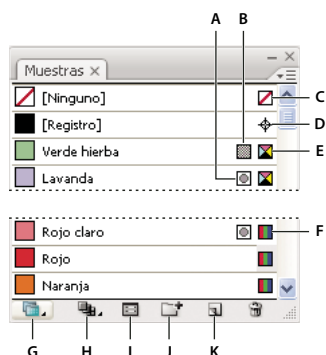 A B
Muestras
[Ninguno] C
[Registro] D
Verde hierba E
Lavanda
Rojo claro F
Rojo
Naranja
G H I J K